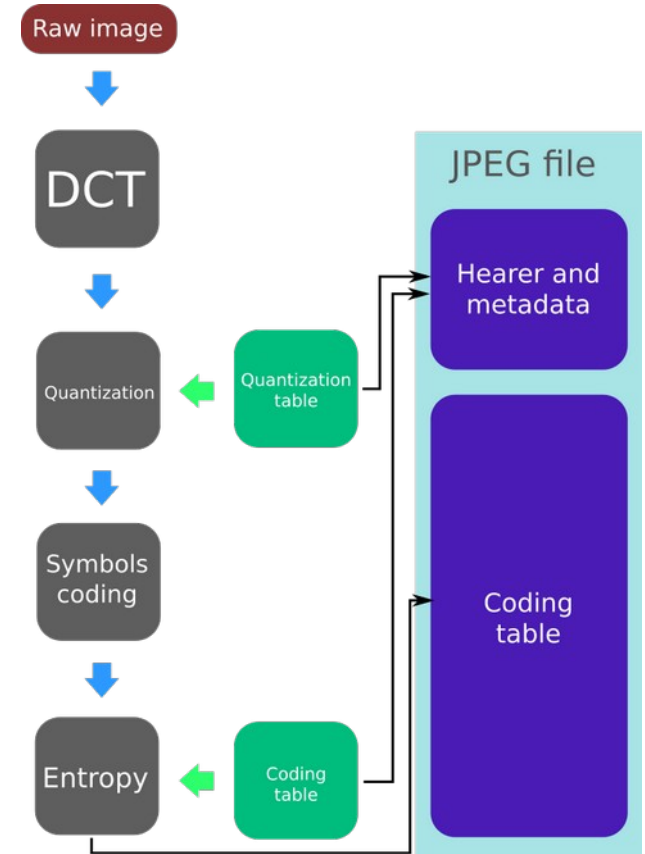 Raw image
DCT
JPEG file
Hearer and
metadata
Quantization
Quantization
table
Symbols
coding
Coding
table
Entropy
Coding
table